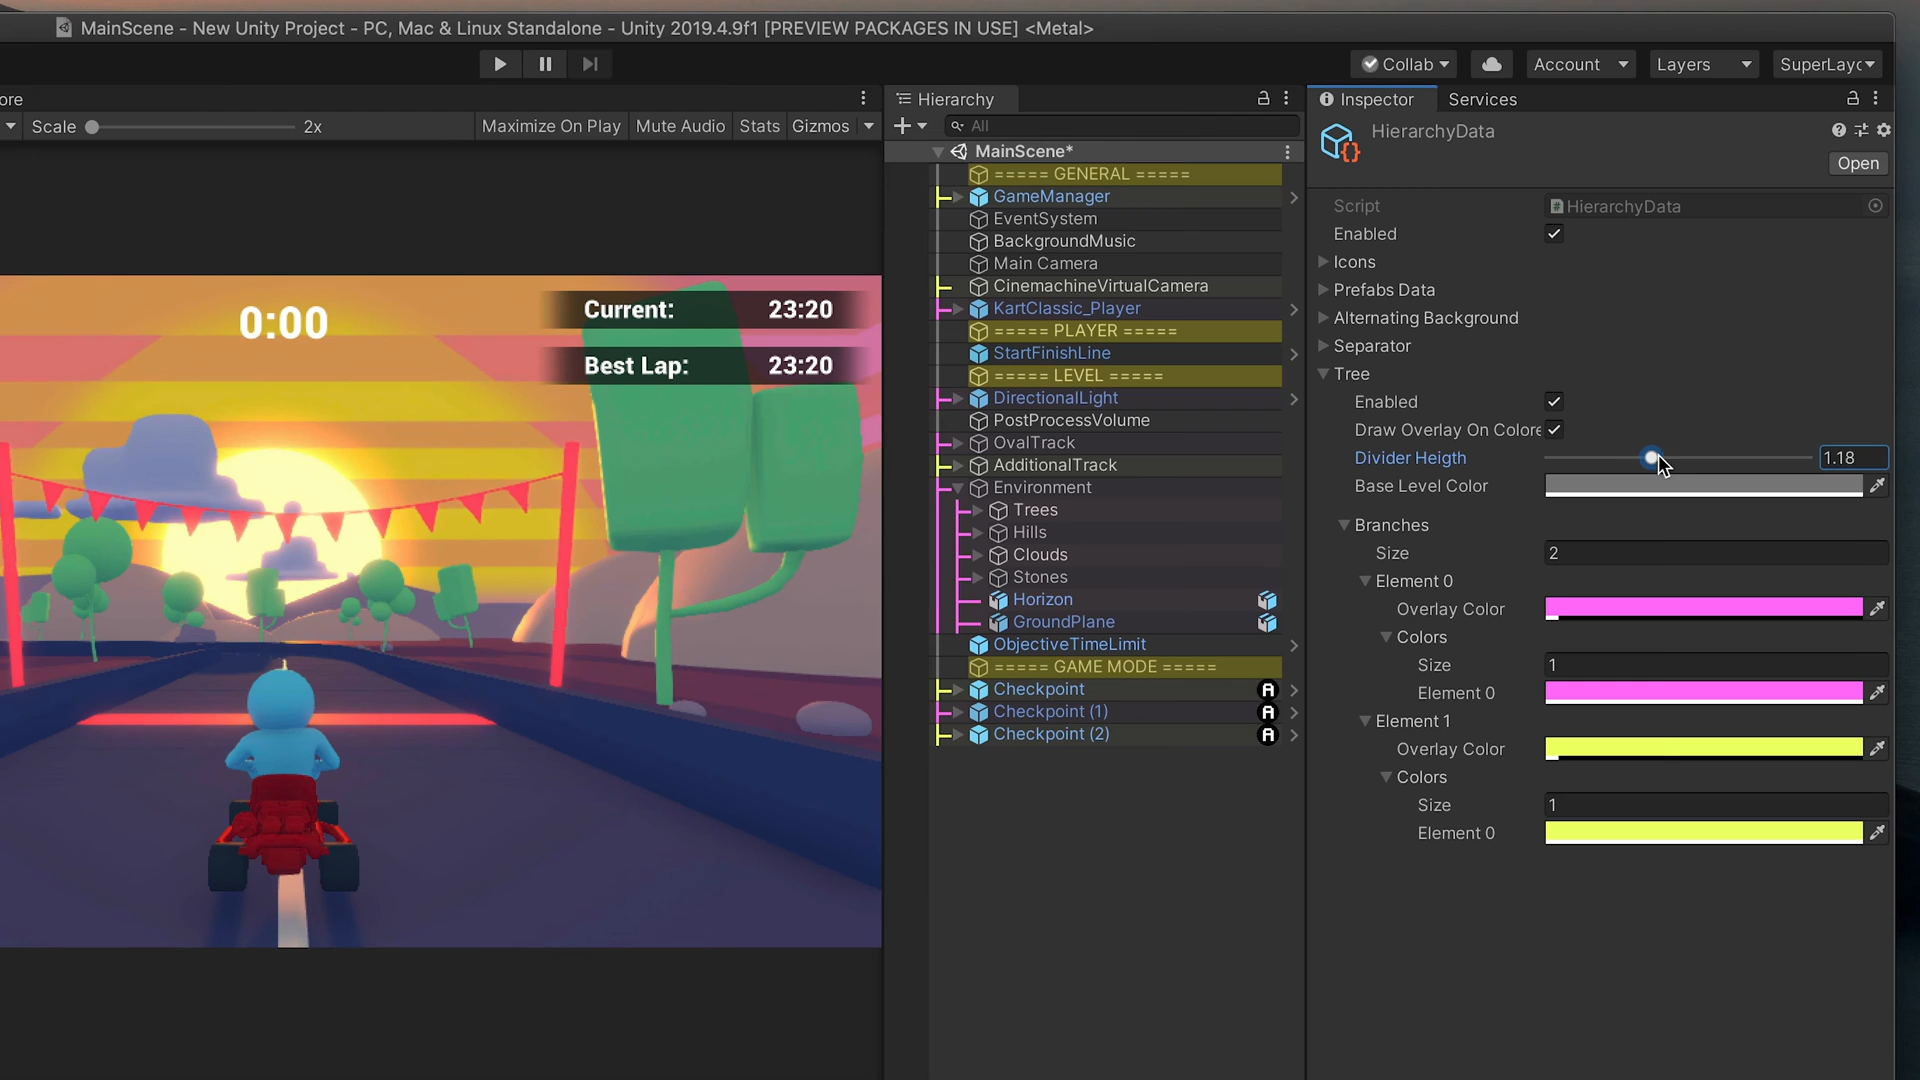 MainScene - New Unity Project - PC, Mac & Linux Standalone - Unity 2019.4.9f1 [PREVIEW PACKAGES IN USE] <Metal>
Collab
Account
Layers
SuperLayc
ore
Hierarchy
Inspector
Services
Scale
2x
Maximize On Play
Mute Audio
Stats
Gizmos
All
HierarchyData
Open
MainScene*
===== GENERAL =====
GameManager
EventSystem
BackgroundMusic
Main Camera
CinemachineVirtualCamera
KartClassic_Player
===== PLAYER =====
StartFinishLine
===== LEVEL =====
DirectionalLight
PostProcessVolume
OvalTrack
AdditionalTrack
Environment
Trees
Hills
Clouds
Stones
Horizon
GroundPlane
ObjectiveTimeLimit
===== GAME MODE =====
Checkpoint A
Checkpoint (1) A
Checkpoint (2) A
0:00
Current: 23:20
Best Lap: 23:20
Script HierarchyData
Enabled
Icons
Prefabs Data
Alternating Background
Separator
Tree
Enabled
Draw Overlay On Colore
Divider Heigth 1.18
Base Level Color
Branches
Size 2
Element 0
Overlay Color
Colors
Size 1
Element 0
Element 1
Overlay Color
Colors
Size 1
Element 0